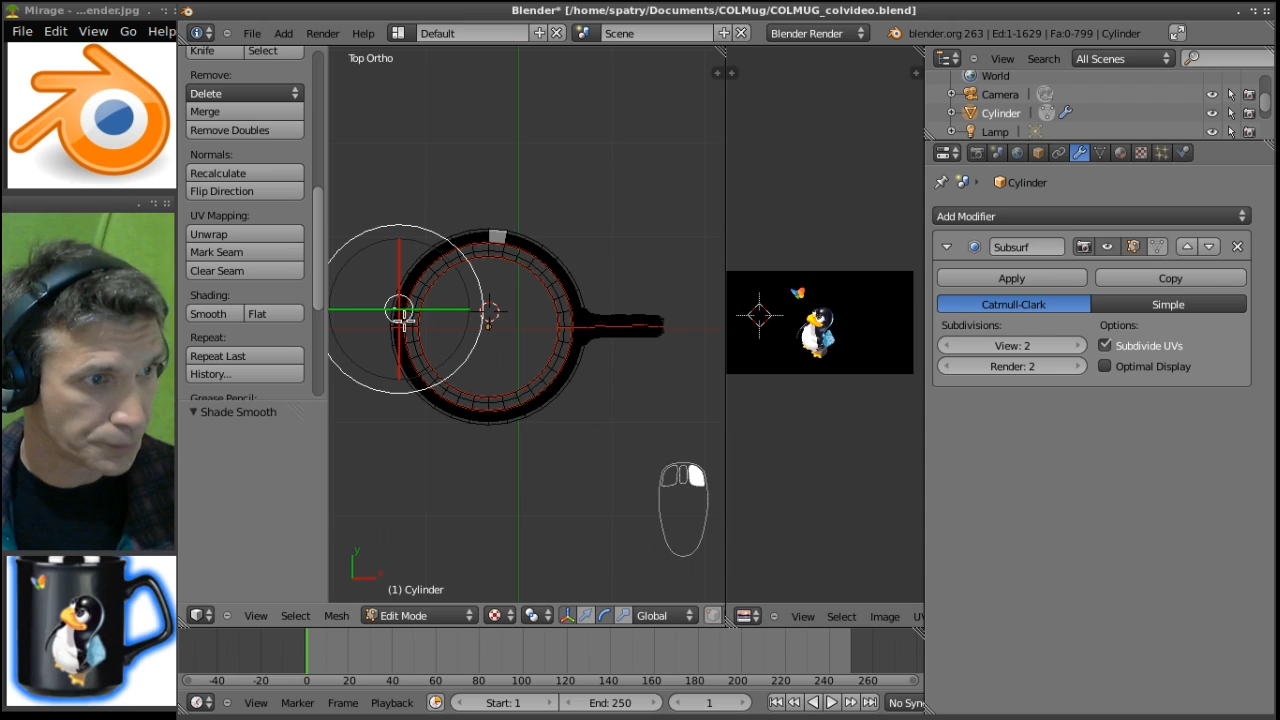 Mirage - ...ender.jpg
Blender* [/home/spatry/Documents/COLMug/COLMUG_colvideo.blend]
File Edit View Go Help
File Add Render Help Default Scene Blender Render blender.org 263 | Ed:1-1629 | Fa:0-799 | Cylinder
Knife Select
Remove:
Delete
Merge
Remove Doubles
Normals:
Recalculate
Flip Direction
UV Mapping:
Unwrap
Mark Seam
Clear Seam
Shading:
Smooth Flat
Repeat:
Repeat Last
History...
Grease Pencil:
Shade Smooth
Top Ortho
y
x
(1) Cylinder
View Select Mesh Edit Mode Global
View Select Image
View Search All Scenes
World
Camera
Cylinder
Lamp
Cylinder
Add Modifier
Subsurf
Apply Copy
Catmull-Clark Simple
Subdivisions: Options:
View: 2 Subdivide UVs
Render: 2 Optimal Display
-40 -20 0 20 40 60 80 100 120 140 160 180 200 220 240 260
View Marker Frame Playback Start: 1 End: 250 1 No Syn